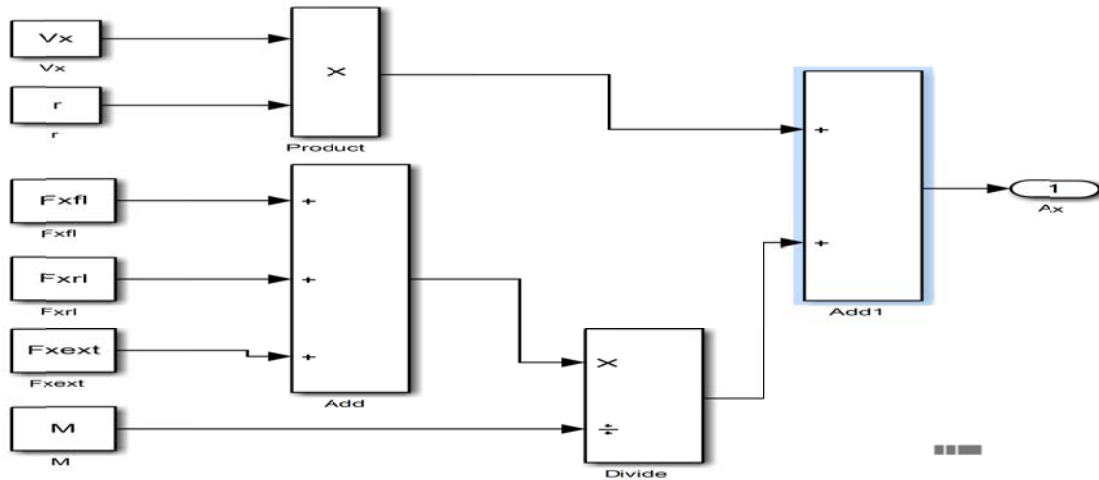 Vx
Vx
r
r
×
Product
Fxfl
Fxfl
Fxrl
Fxrl
Fxext
Fxext
M
M
+
+
+
Add
×
÷
Divide
+
+
Add1
1
Ax